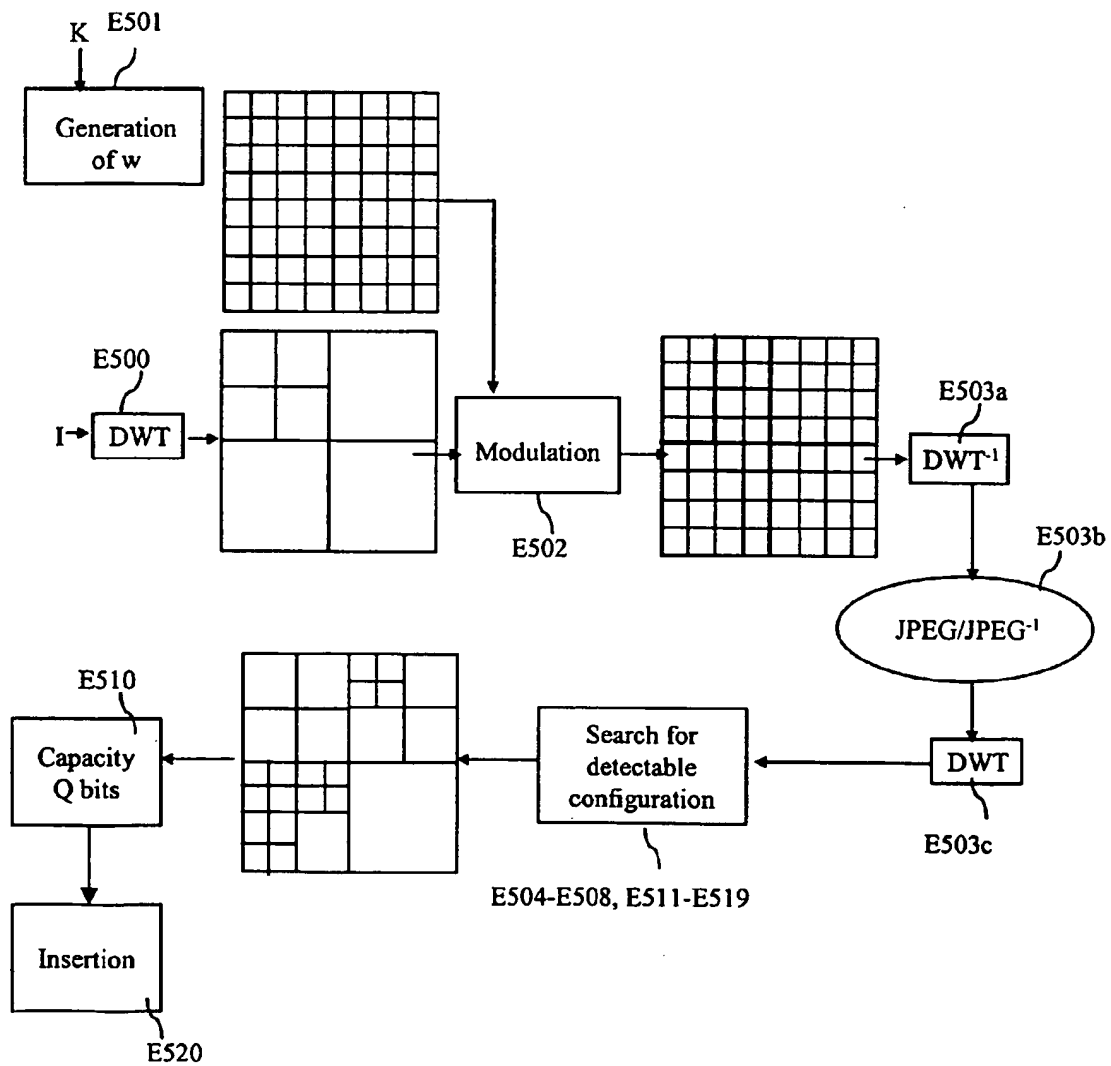 K
E501
Generation
of w
E500
I
DWT
Modulation
E502
E503a
DWT-1
E503b
JPEG/JPEG-1
DWT
E503c
Search for
detectable
configuration
E504-E508, E511-E519
E510
Capacity
Q bits
Insertion
E520